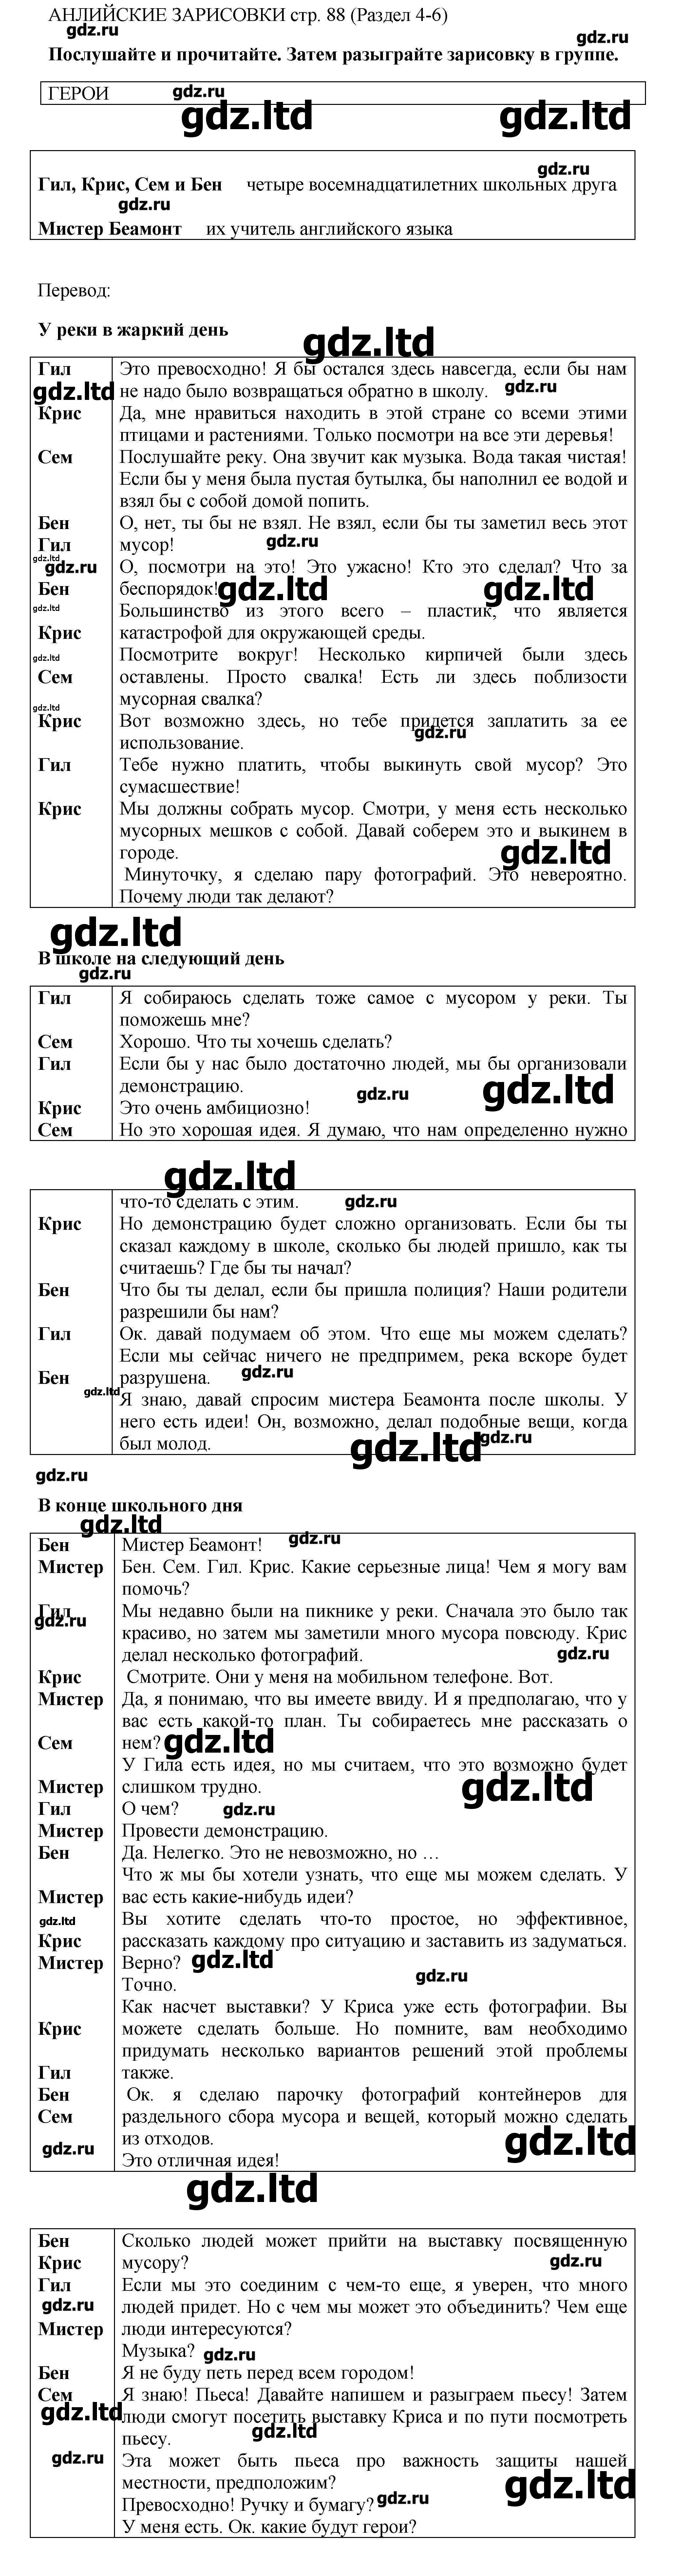 АНЛИЙСКИЕ ЗАРИСОВКИ стр. 88 (Раздел 4-6)
gdz.ru
gdz.ru
Послушайте и прочитайте. Затем разыграйте зарисовку в группе.
ГЕРОИ gdz.ru
gdz.ltd gdz.ltd
gdz.ru
Гил, Крис, Сем и Бен четыре восемнадцатилетних школьных друга
gdz.ru
Мистер Беамонт их учитель английского языка
Перевод:
У реки в жаркий день
gdz.ltd
Гил Это превосходно! Я бы остался здесь навсегда, если бы нам
gdz.ltd не надо было возвращаться обратно в школу. gdz.ru
Крис Да, мне нравиться находить в этой стране со всеми этими
птицами и растениями. Только посмотри на все эти деревья!
Сем Послушайте реку. Она звучит как музыка. Вода такая чистая!
Если бы у меня была пустая бутылка, бы наполнил ее водой и
взял бы с собой домой попить.
Бен О, нет, ты бы не взял. Не взял, если бы ты заметил весь этот
Гил мусор! gdz.ru
gdz.ltd
gdz.ru О, посмотри на это! Это ужасно! Кто это сделал? Что за
Бен беспорядок! gdz.ltd gdz.ltd
gdz.ltd Большинство из этого всего – пластик, что является
Крис катастрофой для окружающей среды.
gdz.ltd Посмотрите вокруг! Несколько кирпичей были здесь
Сем оставлены. Просто свалка! Есть ли здесь поблизости
gdz.ltd мусорная свалка?
Крис Вот возможно здесь, но тебе придется заплатить за ее
gdz.ru
использование.
Гил Тебе нужно платить, чтобы выкинуть свой мусор? Это
сумасшествие!
Крис Мы должны собрать мусор. Смотри, у меня есть несколько
мусорных мешков с собой. Давай соберем это и выкинем в
городе. gdz.ltd
Минуточку, я сделаю пару фотографий. Это невероятно.
Почему люди так делают?
gdz.ltd
В школе на следующий день
gdz.ru
Гил Я собираюсь сделать тоже самое с мусором у реки. Ты
поможешь мне?
Сем Хорошо. Что ты хочешь сделать?
Гил Если бы у нас было достаточно людей, мы бы организовали
демонстрацию. gdz.ru gdz.ltd
Крис Это очень амбициозно!
Сем Но это хорошая идея. Я думаю, что нам определенно нужно
gdz.ltd
что-то сделать с этим. gdz.ru
Крис Но демонстрацию будет сложно организовать. Если бы ты
сказал каждому в школе, сколько бы людей пришло, как ты
считаешь? Где бы ты начал?
Бен Что бы ты делал, если бы пришла полиция? Наши родители
разрешили бы нам?
Гил Ок. давай подумаем об этом. Что еще мы можем сделать?
Если мы сейчас ничего не предпримем, река вскоре будет
Бен разрушена. gdz.ru
gdz.ltd Я знаю, давай спросим мистера Беамонта после школы. У
него есть идеи! Он, возможно, делал подобные вещи, когда
был молод. gdz.ltd gdz.ru
gdz.ru
В конце школьного дня
gdz.ltd
Бен Мистер Беамонт! gdz.ru
Мистер Бен. Сем. Гил. Крис. Какие серьезные лица! Чем я могу вам
помочь?
Гил Мы недавно были на пикнике у реки. Сначала это было так
gdz.ru красиво, но затем мы заметили много мусора повсюду. Крис
делал несколько фотографий. gdz.ru
Крис Смотрите. Они у меня на мобильном телефоне. Вот.
Мистер Да, я понимаю, что вы имеете ввиду. И я предполагаю, что у
вас есть какой-то план. Ты собираетесь мне рассказать о
Сем нем? gdz.ltd
У Гила есть идея, но мы считаем, что это возможно будет
Мистер слишком трудно. gdz.ltd
Гил О чем? gdz.ru
Мистер Провести демонстрацию.
Бен Да. Нелегко. Это не невозможно, но …
Что ж мы бы хотели узнать, что еще мы можем сделать. У
Мистер вас есть какие-нибудь идеи?
gdz.ltd Вы хотите сделать что-то простое, но эффективное,
Крис рассказать каждому про ситуацию и заставить из задуматься.
Мистер Верно? gdz.ltd
Точно. gdz.ru
Как насчет выставки? У Криса уже есть фотографии. Вы
Крис можете сделать больше. Но помните, вам необходимо
придумать несколько вариантов решений этой проблемы
Гил также.
Бен Ок. я сделаю парочку фотографий контейнеров для
Сем раздельного сбора мусора и вещей, который можно сделать
gdz.ru из отходов. gdz.ltd
Это отличная идея!
gdz.ltd
Бен Сколько людей может прийти на выставку посвященную
Крис мусору? gdz.ru
Гил Если мы это соединим с чем-то еще, я уверен, что много
gdz.ru людей придет. Но с чем мы может это объединить? Чем еще
Мистер люди интересуются?
Музыка? gdz.ru
Бен Я не буду петь перед всем городом!
Сем Я знаю! Пьеса! Давайте напишем и разыграем пьесу! Затем
gdz.ltd люди смогут посетить выставку Криса и по пути посмотреть
пьесу. gdz.ltd
gdz.ru Эта может быть пьеса про важность защиты нашей
местности, предположим? gdz.ltd
Превосходно! Ручку и бумагу? gdz.ru
У меня есть. Ок. какие будут герои?